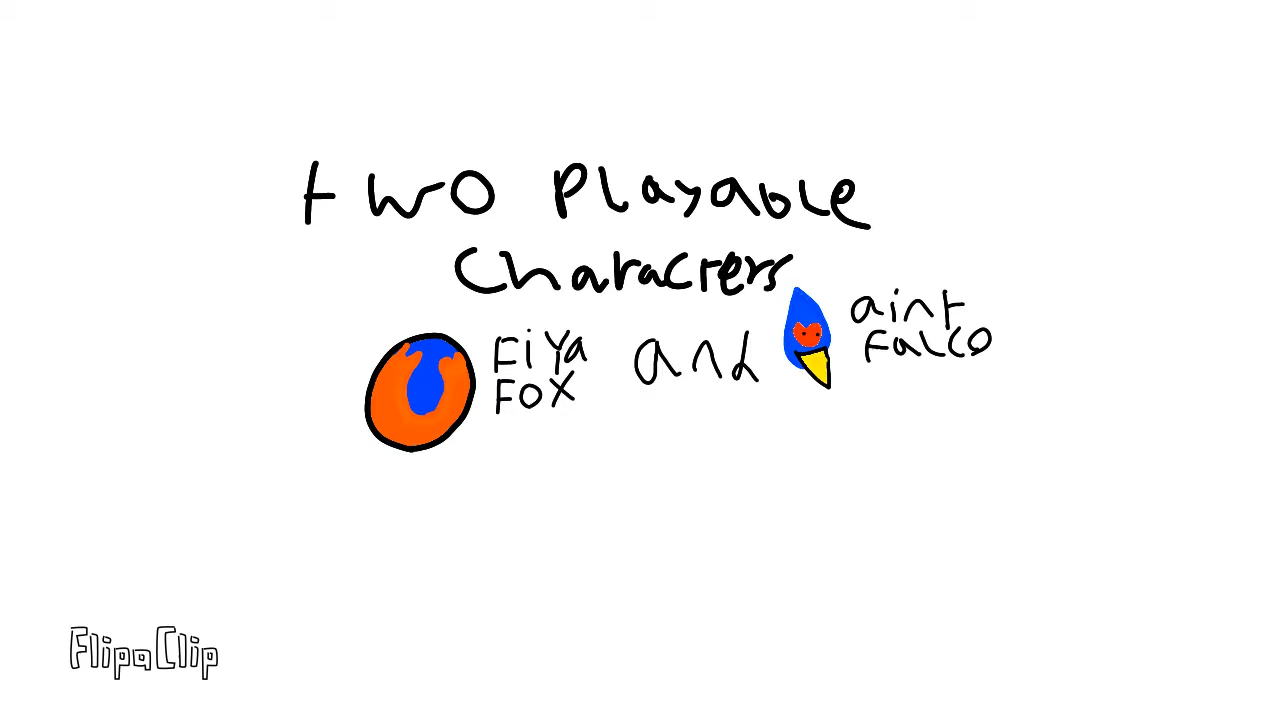 two Playable
Characters
FiYa
FOX
and
aint
FaLCO
FlipaClip